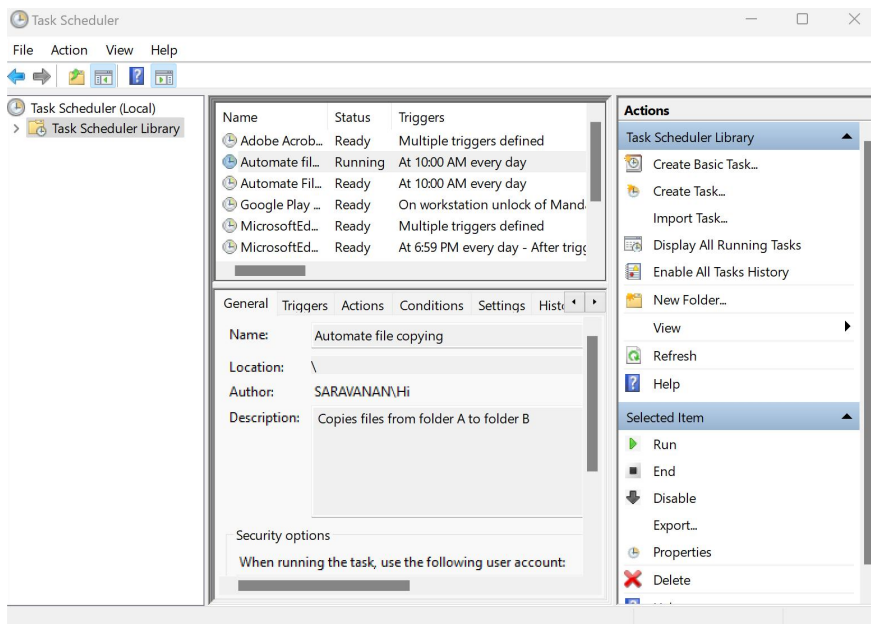 Task Scheduler
File Action View Help
Task Scheduler (Local)
Task Scheduler Library
Name Status Triggers
Adobe Acrob... Ready Multiple triggers defined
Automate fil... Running At 10:00 AM every day
Automate Fil... Ready At 10:00 AM every day
Google Play ... Ready On workstation unlock of Mand
MicrosoftEd... Ready Multiple triggers defined
MicrosoftEd... Ready At 6:59 PM every day - After trigg
General Triggers Actions Conditions Settings Histo
Name: Automate file copying
Location: \
Author: SARAVANAN\Hi
Description: Copies files from folder A to folder B
Security options
When running the task, use the following user account:
Actions
Task Scheduler Library
Create Basic Task...
Create Task...
Import Task...
Display All Running Tasks
Enable All Tasks History
New Folder...
View
Refresh
Help
Selected Item
Run
End
Disable
Export...
Properties
Delete